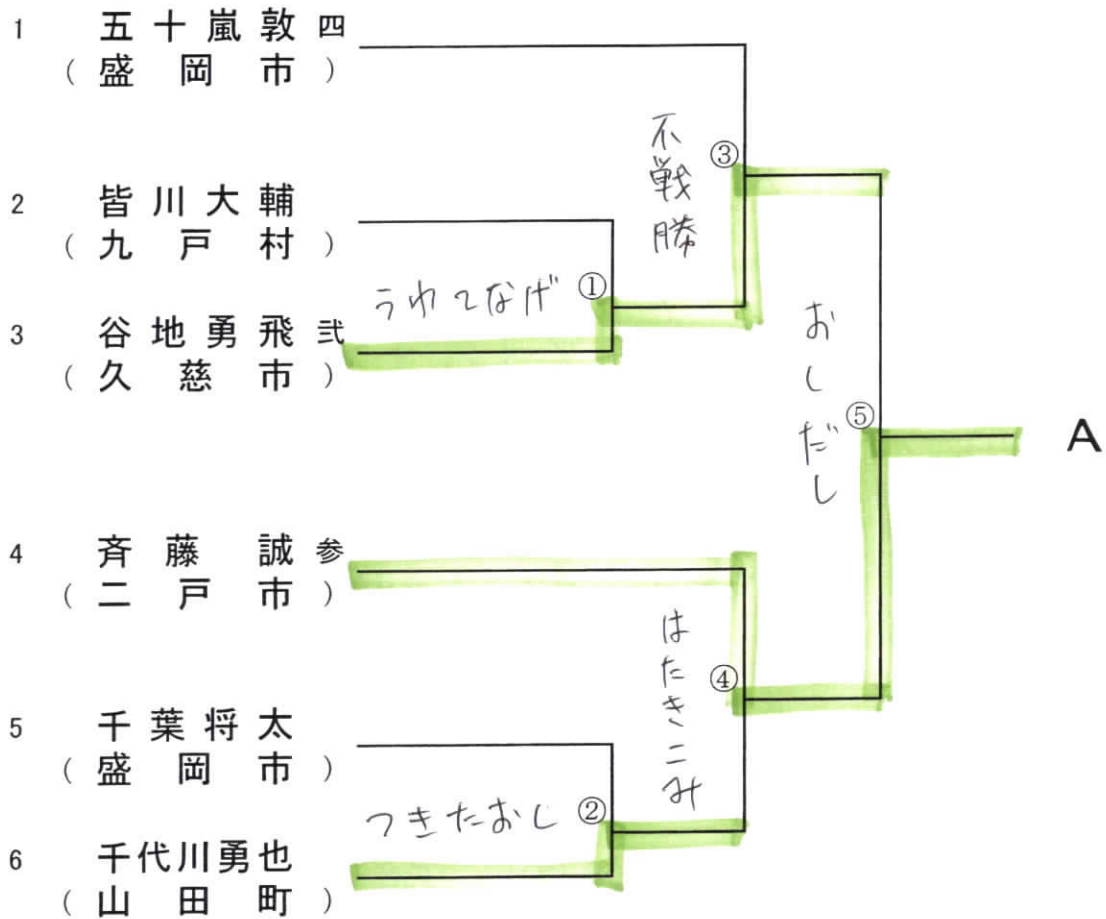 1 五十嵐敦 四
(盛岡市)
不戦勝
③
2 皆川大輔
(九戸村)
うわてなげ ①
3 谷地勇飛 弐
(久慈市)
おしだし
⑤
A
4 斉藤 誠 参
(二戸市)
はたきこみ
④
5 千葉将太
(盛岡市)
つきたおし ②
6 千代川勇也
(山田町)